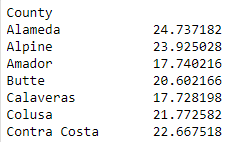 County
Alameda 24.737182
Alpine 23.925028
Amador 17.740216
Butte 20.602166
Calaveras 17.728198
Colusa 21.772582
Contra Costa 22.667518